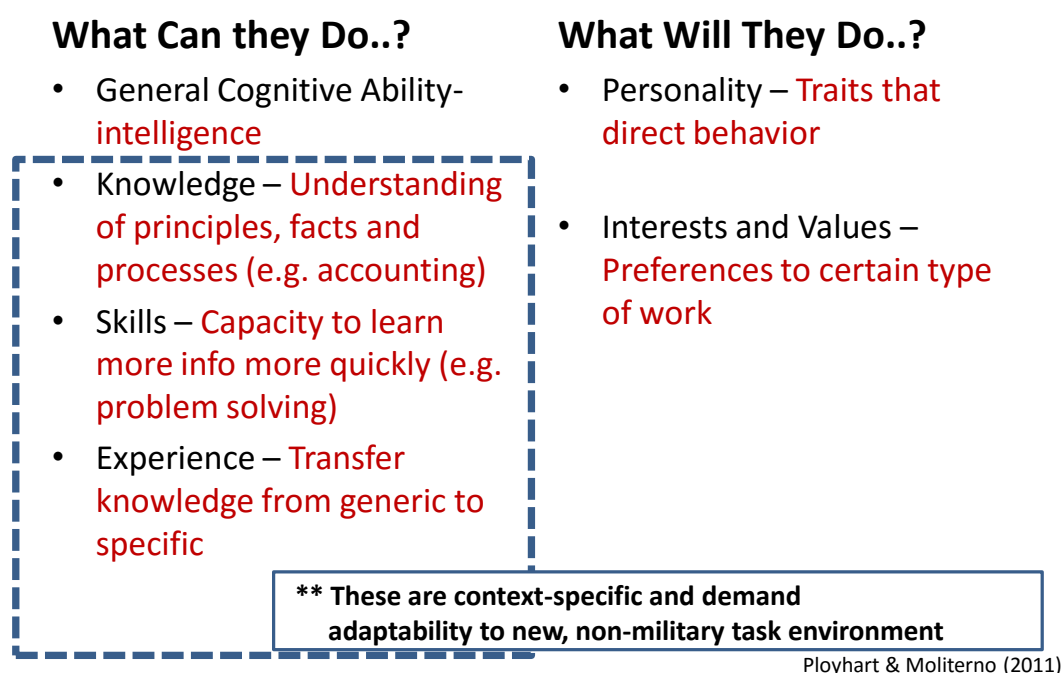 What Can they Do..?
• General Cognitive Ability-
intelligence
• Knowledge – Understanding
of principles, facts and
processes (e.g. accounting)
• Skills – Capacity to learn
more info more quickly (e.g.
problem solving)
• Experience – Transfer
knowledge from generic to
specific
What Will They Do..?
• Personality – Traits that
direct behavior
• Interests and Values –
Preferences to certain type
of work
** These are context-specific and demand
adaptability to new, non-military task environment
Ployhart & Moliterno (2011)